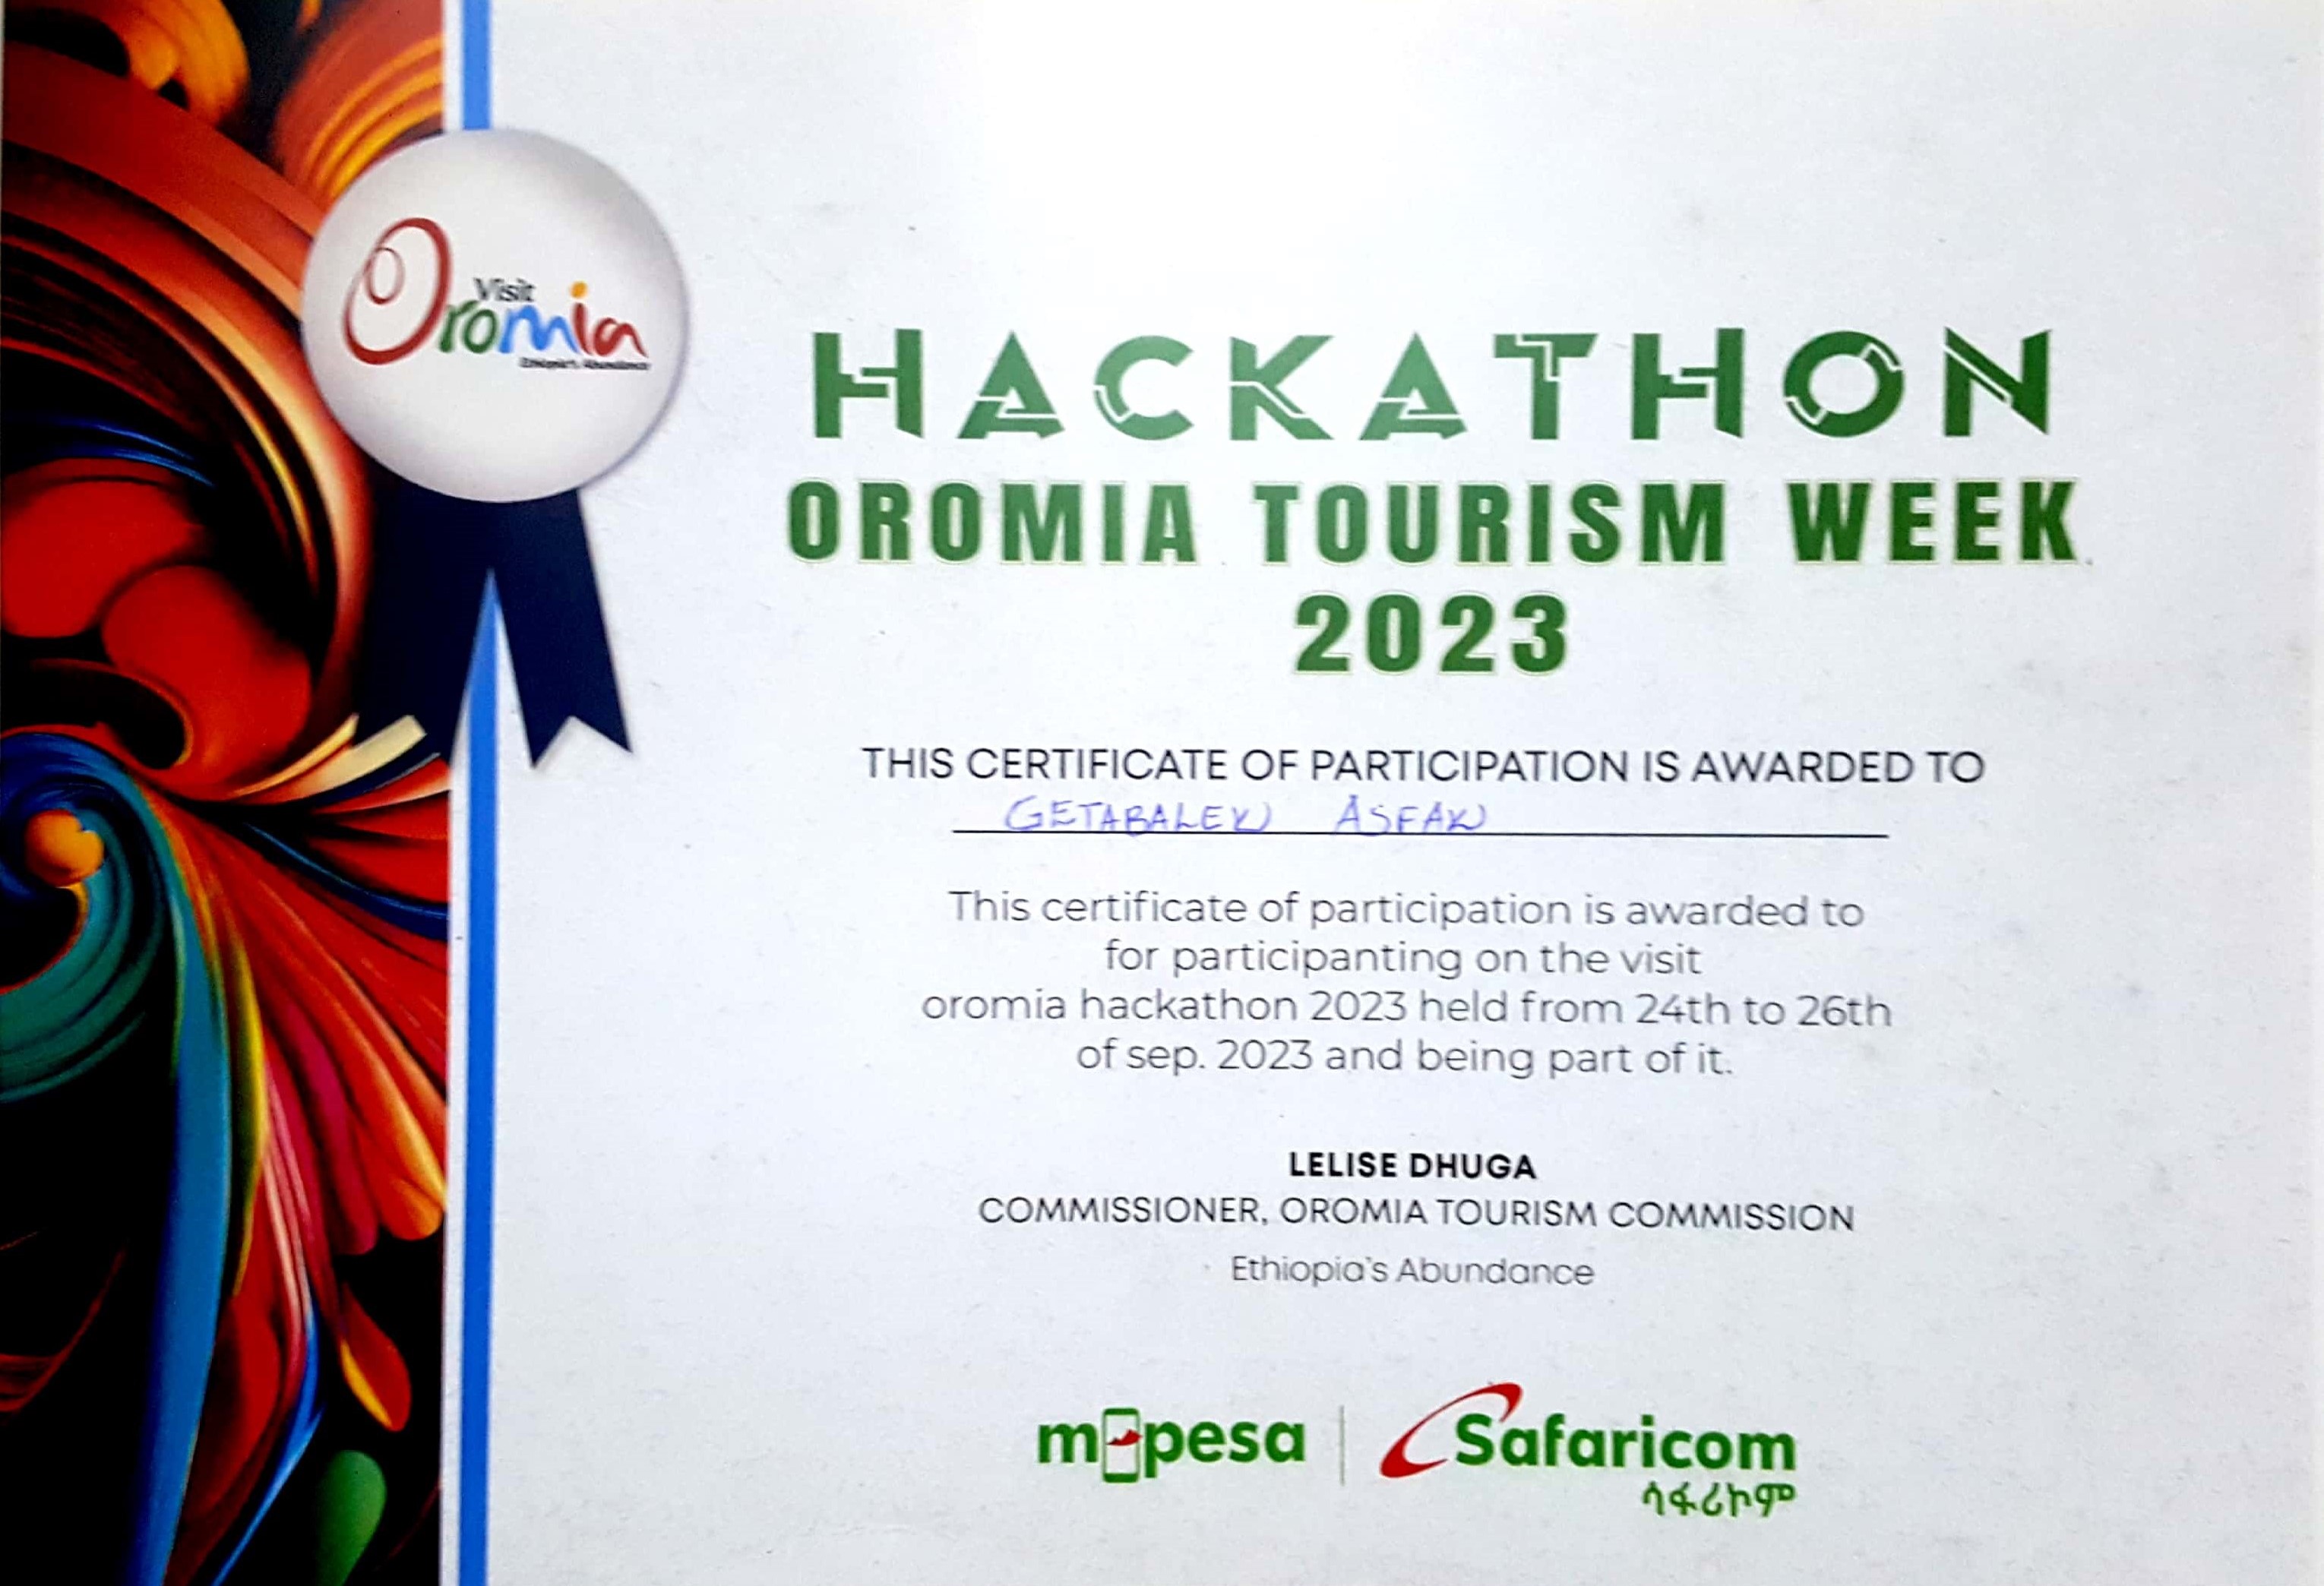 Visit
Oromia
Ethiopia's Abundance
HACKATHON
OROMIA TOURISM WEEK
2023
THIS CERTIFICATE OF PARTICIPATION IS AWARDED TO
GETABALEW ASFAW
This certificate of participation is awarded to
for participanting on the visit
oromia hackathon 2023 held from 24th to 26th
of sep. 2023 and being part of it.
LELISE DHUGA
COMMISSIONER, OROMIA TOURISM COMMISSION
Ethiopia's Abundance
m-pesa Safaricom
ሳፋሪኮም